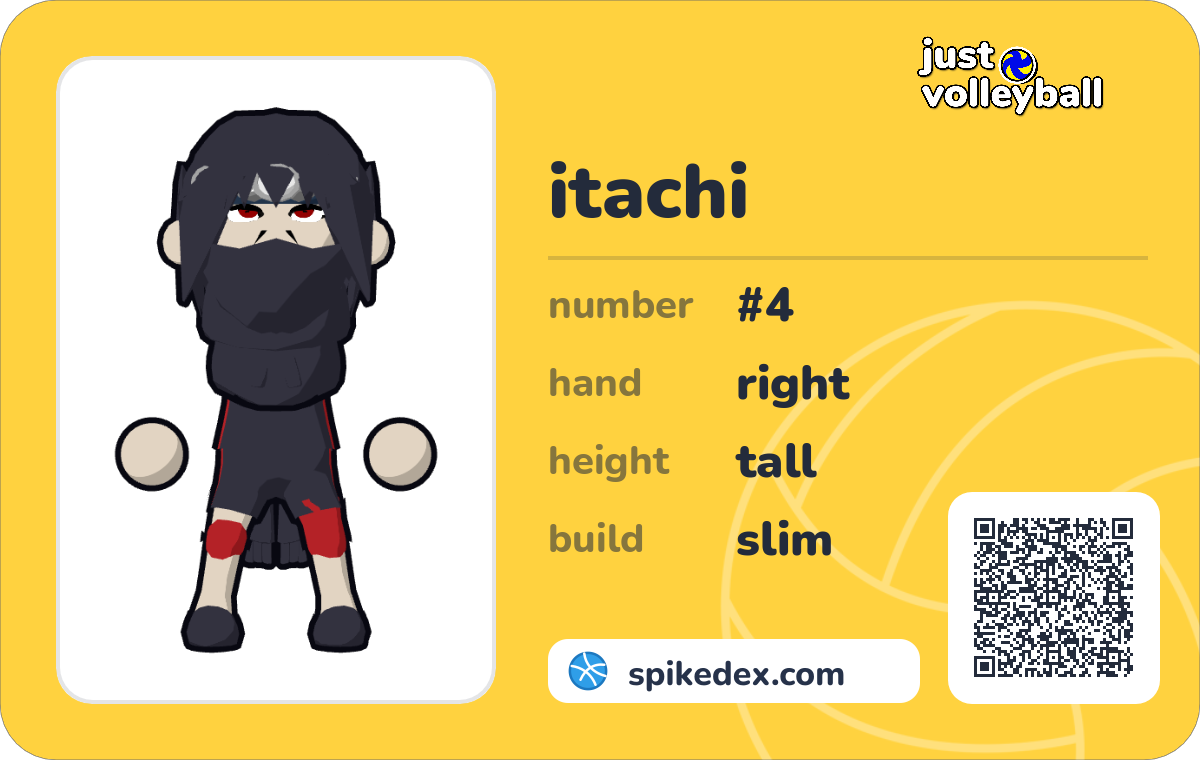 just
volleyball
itachi
number #4
hand right
height tall
build slim
spikedex.com